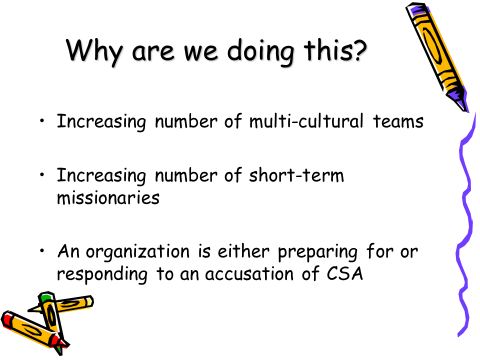 Why are we doing this?
• Increasing number of multi-cultural teams
• Increasing number of short-term
missionaries
• An organization is either preparing for or
responding to an accusation of CSA